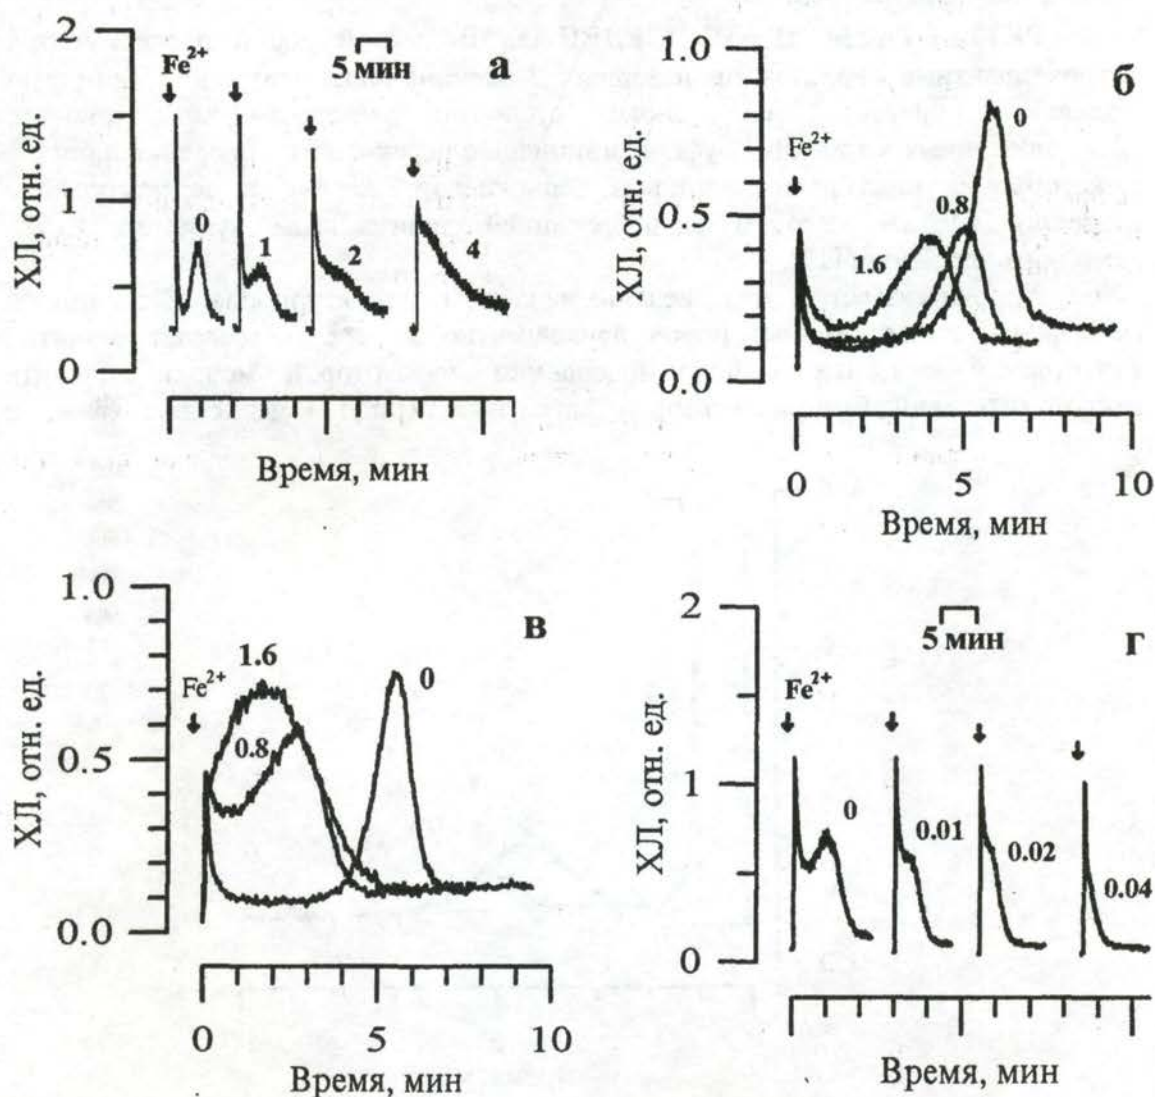 2
Fe²⁺
5 мин
а
ХЛ, отн. ед.
1
0
1
2
4
0
Время, мин
1.0
б
0
Fe²⁺
0.8
ХЛ, отн. ед.
0.5
1.6
0.0
0
5
10
Время, мин
1.0
в
1.6
0
Fe²⁺
ХЛ, отн. ед.
0.8
0.5
0.0
0
5
10
Время, мин
2
5 мин
г
Fe²⁺
ХЛ, отн. ед.
1
0
0.01
0.02
0.04
0
Время, мин